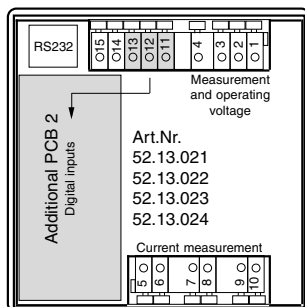 RS232
15 14 13 12 11 4 3 2 1
Measurement
and operating
voltage
Additional PCB 2
Digital inputs
Art.Nr.
52.13.021
52.13.022
52.13.023
52.13.024
Current measurement
5 6 7 8 9 10